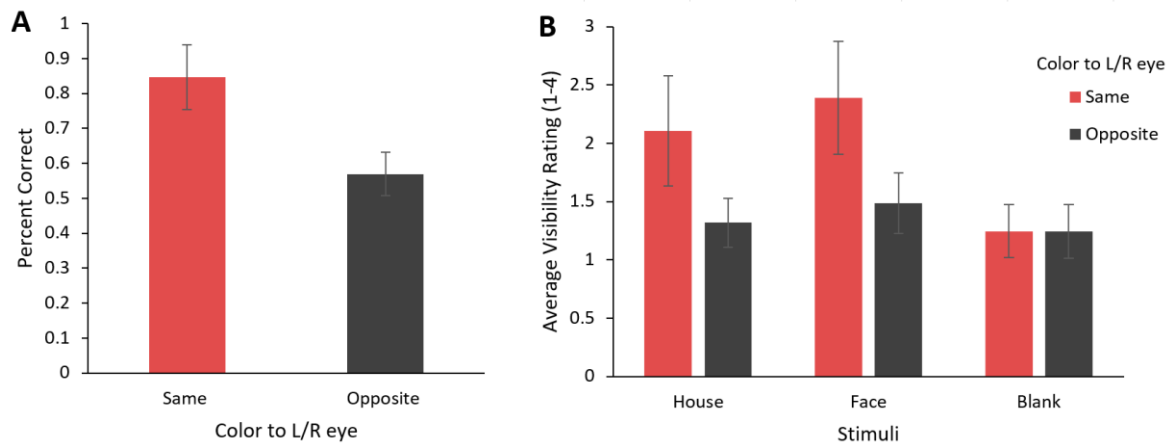 A
Percent Correct
1
0.9
0.8
0.7
0.6
0.5
0.4
0.3
0.2
0.1
0
Same Opposite
Color to L/R eye
B
Average Visibility Rating (1-4)
3
2.5
2
1.5
1
0.5
0
House Face Blank
Stimuli
Color to L/R eye
Same
Opposite